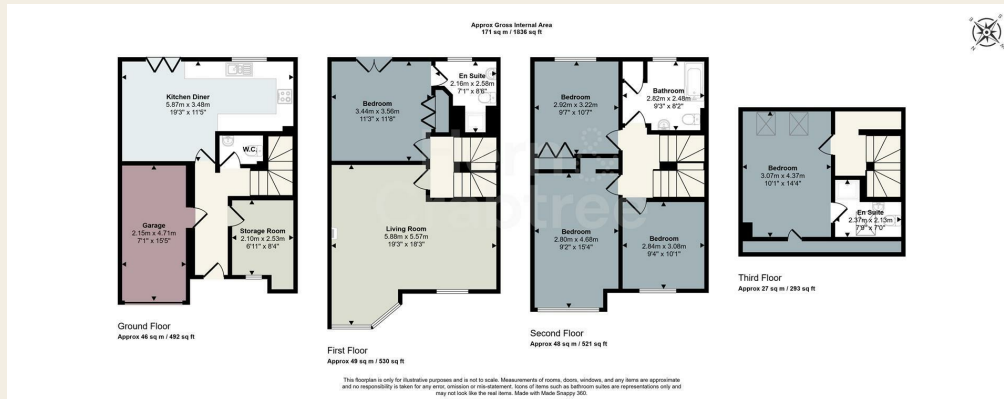 Approx Gross Internal Area
171 sq m / 1836 sq ft
Kitchen Diner
5.87m x 3.48m
19'3" x 11'5"
W.C.
Garage
2.15m x 4.71m
7'1" x 15'5"
Storage Room
2.10m x 2.53m
6'11" x 8'4"
Ground Floor
Approx 46 sq m / 492 sq ft
Bedroom
3.44m x 3.56m
11'3" x 11'8"
En Suite
2.16m x 2.58m
7'1" x 8'6"
Living Room
5.88m x 5.57m
19'3" x 18'3"
First Floor
Approx 49 sq m / 530 sq ft
Bedroom
2.92m x 3.22m
9'7" x 10'7"
Bathroom
2.82m x 2.48m
9'3" x 8'2"
Bedroom
2.80m x 4.68m
9'2" x 15'4"
Bedroom
2.84m x 3.08m
9'4" x 10'1"
Second Floor
Approx 48 sq m / 521 sq ft
Bedroom
3.07m x 4.37m
10'1" x 14'4"
En Suite
2.37m x 2.13m
7'9" x 7'0"
Third Floor
Approx 27 sq m / 293 sq ft
Crabtree
This floorplan is only for illustrative purposes and is not to scale. Measurements of rooms, doors, windows, and any items are approximate
and no responsibility is taken for any error, omission or mis-statement. Icons of items such as bathroom suites are representations only and
may not look like the real items. Made with Made Snappy 360.